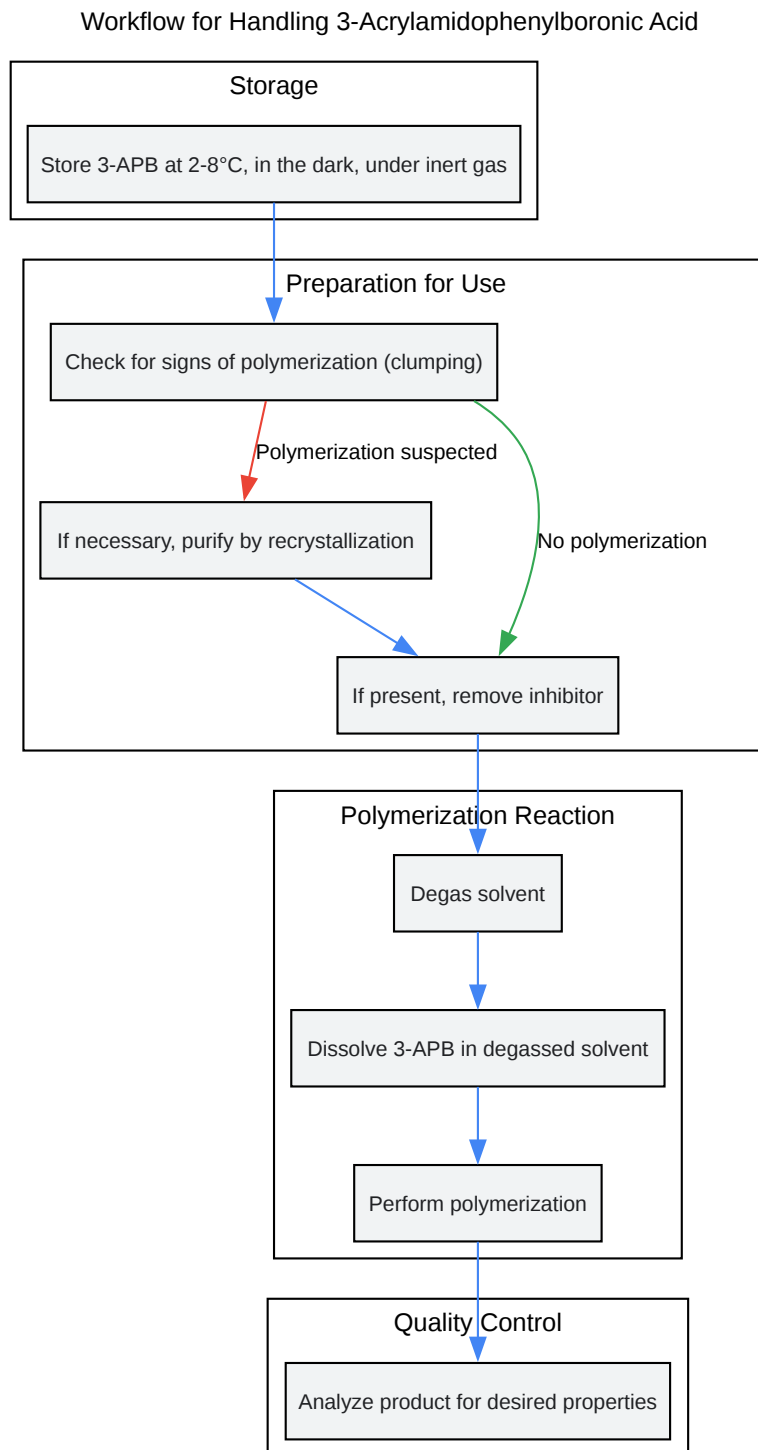 Workflow for Handling 3-Acrylamidophenylboronic Acid
Storage
Store 3-APB at 2-8°C, in the dark, under inert gas
Preparation for Use
Check for signs of polymerization (clumping)
Polymerization suspected
If necessary, purify by recrystallization
No polymerization
If present, remove inhibitor
Polymerization Reaction
Degas solvent
Dissolve 3-APB in degassed solvent
Perform polymerization
Quality Control
Analyze product for desired properties